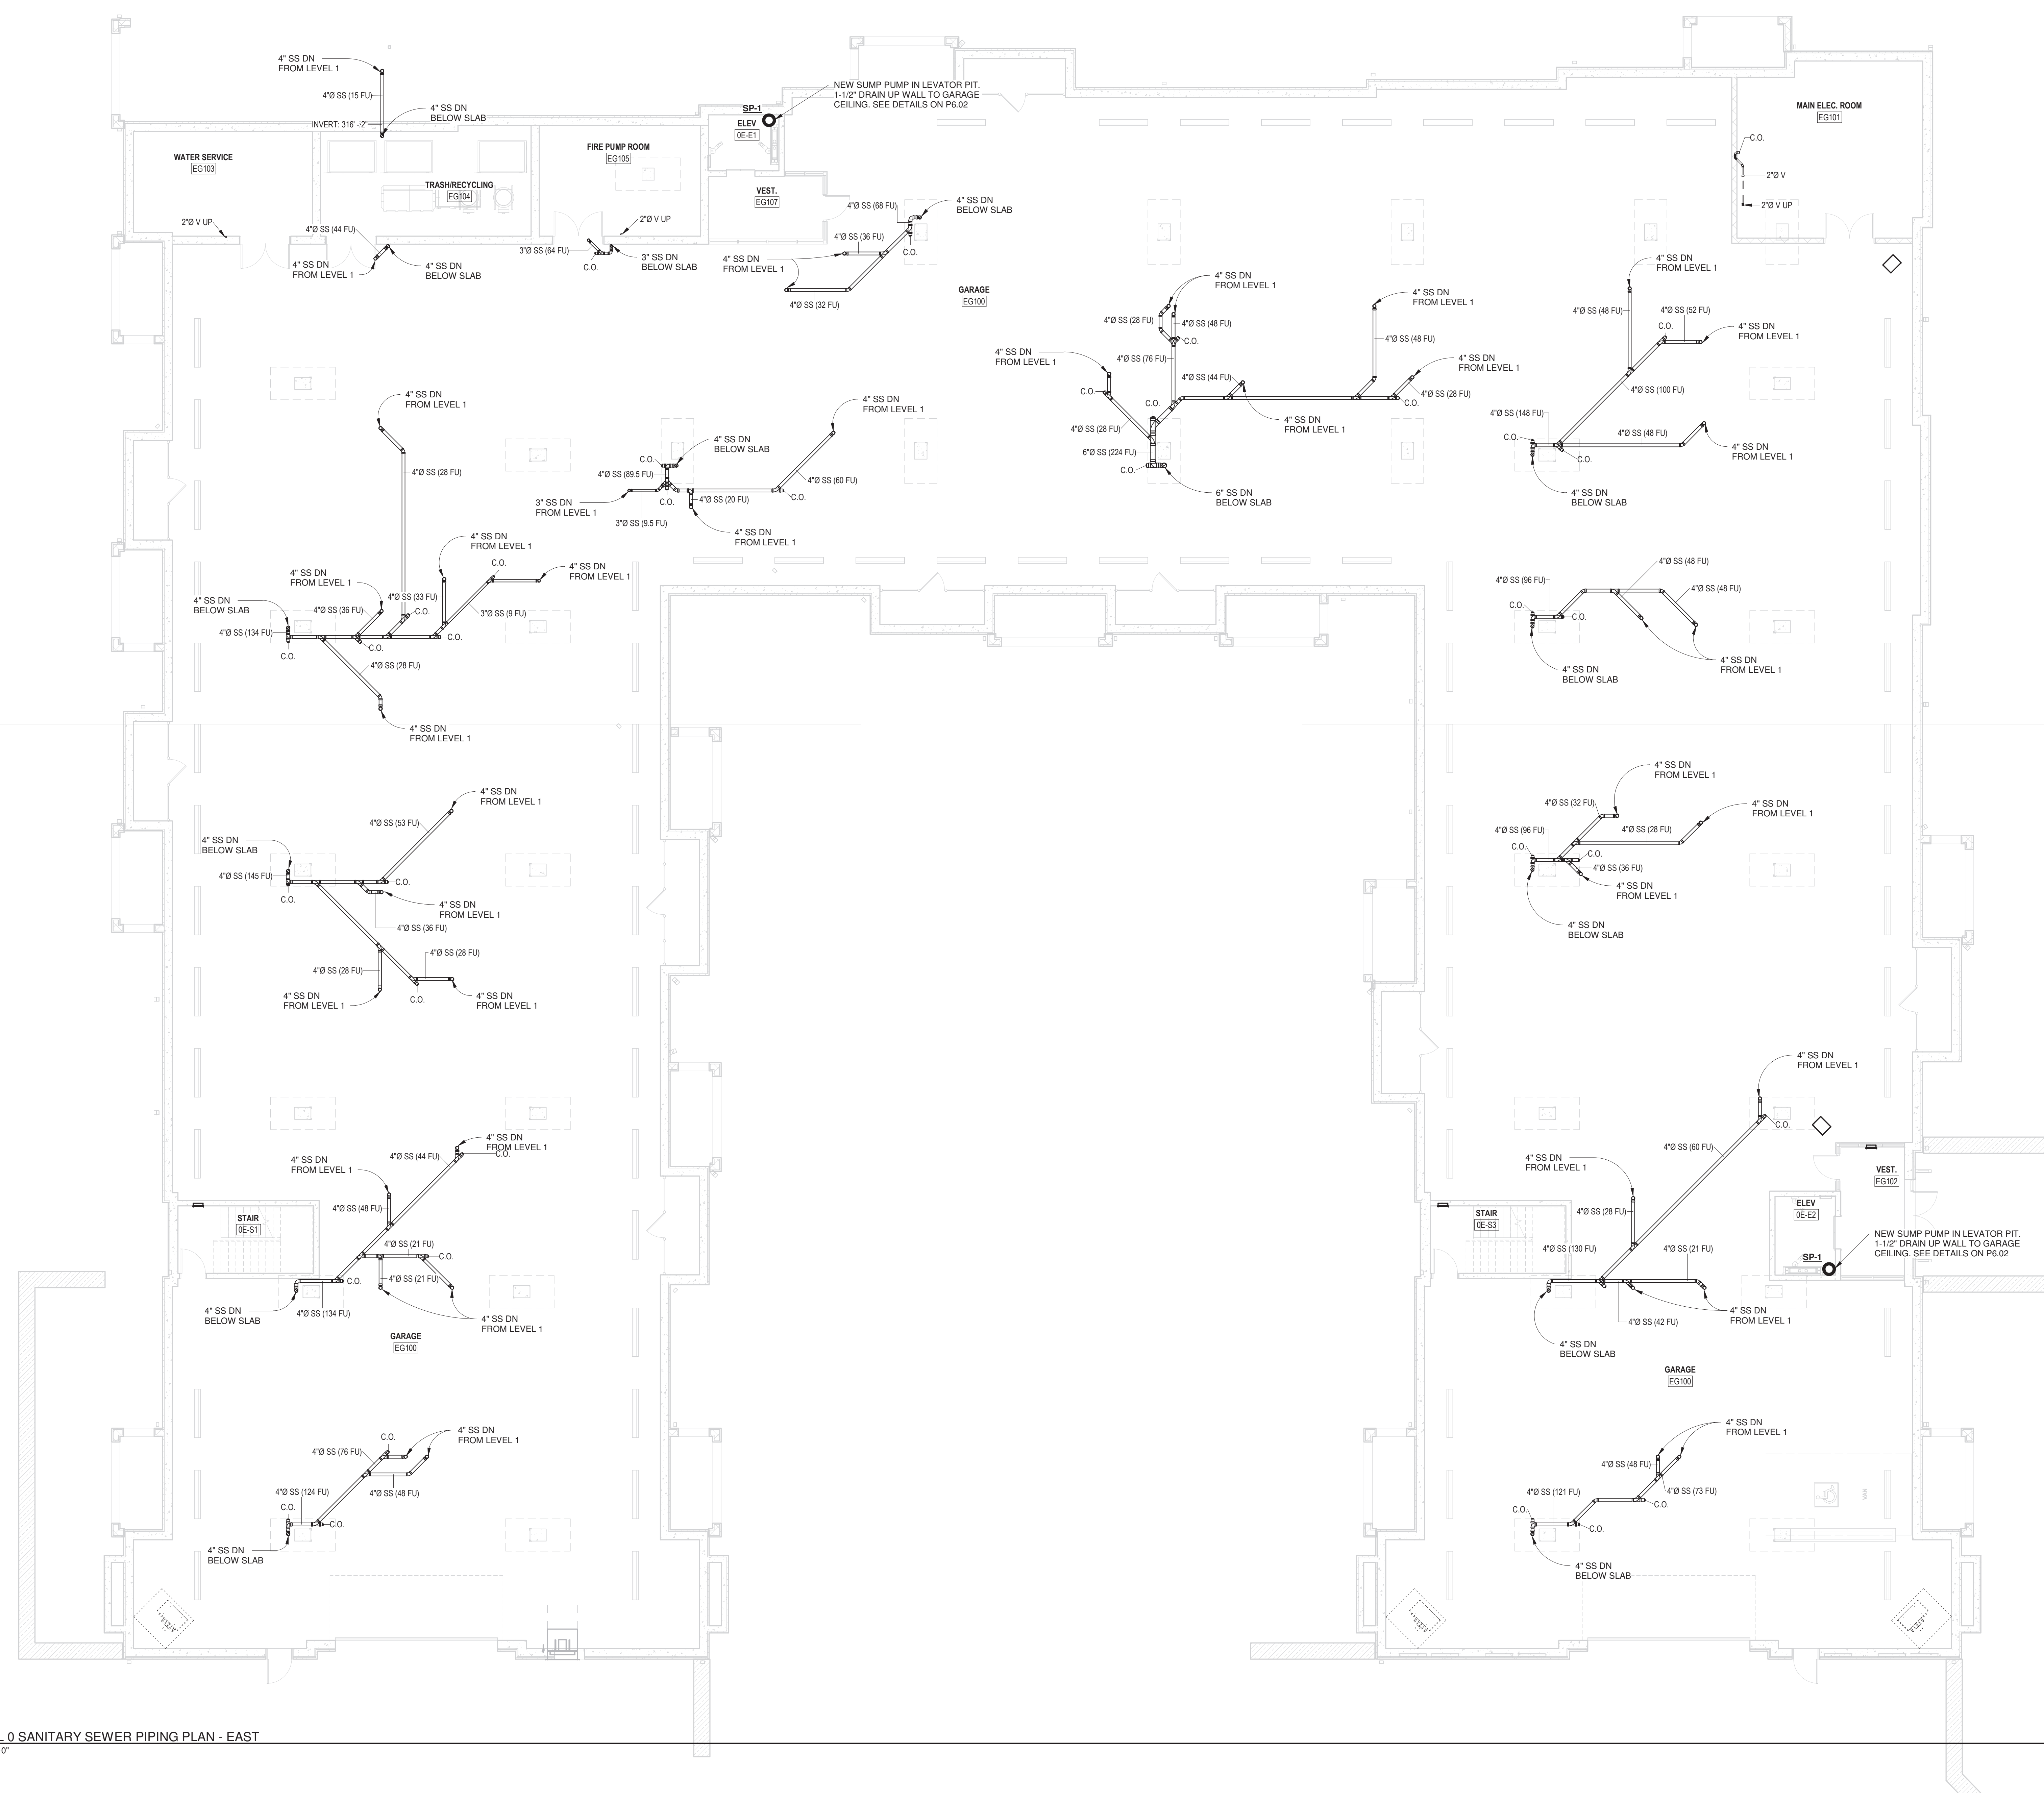 4" SS DN
FROM LEVEL 1
4"Ø SS (15 FU)
4" SS DN
BELOW SLAB
INVERT: 316' - 2"
NEW SUMP PUMP IN LEVATOR PIT.
1-1/2" DRAIN UP WALL TO GARAGE
CEILING. SEE DETAILS ON P6.02
SP-1
ELEV
0E-E1
MAIN ELEC. ROOM
EG101
C.O.
2"Ø V
2"Ø V UP
WATER SERVICE
EG103
TRASH/RECYCLING
EG104
FIRE PUMP ROOM
EG105
VEST.
EG107
2"Ø V UP
4"Ø SS (44 FU)
4" SS DN
FROM LEVEL 1
4" SS DN
BELOW SLAB
2"Ø V UP
3"Ø SS (64 FU)
C.O.
3" SS DN
BELOW SLAB
4"Ø SS (68 FU)
4" SS DN
BELOW SLAB
4"Ø SS (36 FU)
C.O.
4" SS DN
FROM LEVEL 1
4"Ø SS (32 FU)
GARAGE
EG100
4" SS DN
FROM LEVEL 1
4"Ø SS (28 FU)
4"Ø SS (48 FU)
C.O.
4"Ø SS (76 FU)
4" SS DN
FROM LEVEL 1
C.O.
4" SS DN
FROM LEVEL 1
4"Ø SS (48 FU)
4"Ø SS (44 FU)
4" SS DN
FROM LEVEL 1
4"Ø SS (28 FU)
C.O.
C.O.
4" SS DN
FROM LEVEL 1
4"Ø SS (28 FU)
6"Ø SS (224 FU)
C.O.
6" SS DN
BELOW SLAB
4" SS DN
FROM LEVEL 1
4"Ø SS (48 FU)
4"Ø SS (52 FU)
C.O.
4" SS DN
FROM LEVEL 1
4"Ø SS (100 FU)
4"Ø SS (148 FU)
C.O.
4"Ø SS (48 FU)
C.O.
4" SS DN
FROM LEVEL 1
4" SS DN
BELOW SLAB
4" SS DN
FROM LEVEL 1
4"Ø SS (28 FU)
4" SS DN
FROM LEVEL 1
4" SS DN
BELOW SLAB
C.O.
4"Ø SS (89.5 FU)
4"Ø SS (60 FU)
3" SS DN
FROM LEVEL 1
C.O.
4"Ø SS (20 FU)
C.O.
3"Ø SS (9.5 FU)
4" SS DN
FROM LEVEL 1
4" SS DN
FROM LEVEL 1
C.O.
4" SS DN
FROM LEVEL 1
4" SS DN
FROM LEVEL 1
4"Ø SS (33 FU)
4" SS DN
BELOW SLAB
4"Ø SS (36 FU)
C.O.
3"Ø SS (9 FU)
4"Ø SS (134 FU)
C.O.
C.O.
C.O.
4"Ø SS (28 FU)
4" SS DN
FROM LEVEL 1
4"Ø SS (48 FU)
4"Ø SS (96 FU)
4"Ø SS (48 FU)
C.O.
C.O.
4" SS DN
FROM LEVEL 1
4" SS DN
BELOW SLAB
4" SS DN
FROM LEVEL 1
4"Ø SS (53 FU)
4" SS DN
BELOW SLAB
4"Ø SS (145 FU)
C.O.
C.O.
4" SS DN
FROM LEVEL 1
4"Ø SS (36 FU)
4"Ø SS (28 FU)
4"Ø SS (28 FU)
4" SS DN
FROM LEVEL 1
C.O.
4" SS DN
FROM LEVEL 1
4" SS DN
FROM LEVEL 1
4"Ø SS (32 FU)
4" SS DN
FROM LEVEL 1
4"Ø SS (96 FU)
4"Ø SS (28 FU)
C.O.
C.O.
4"Ø SS (36 FU)
4" SS DN
FROM LEVEL 1
4" SS DN
BELOW SLAB
4" SS DN
FROM LEVEL 1
C.O.
4"Ø SS (44 FU)
4" SS DN
FROM LEVEL 1
4"Ø SS (48 FU)
STAIR
0E-S1
4"Ø SS (21 FU)
C.O.
4"Ø SS (21 FU)
C.O.
4"Ø SS (134 FU)
4" SS DN
BELOW SLAB
4" SS DN
FROM LEVEL 1
GARAGE
EG100
4" SS DN
FROM LEVEL 1
C.O.
4"Ø SS (60 FU)
4" SS DN
FROM LEVEL 1
4"Ø SS (28 FU)
STAIR
0E-S3
VEST.
EG102
ELEV
0E-E2
NEW SUMP PUMP IN LEVATOR PIT.
1-1/2" DRAIN UP WALL TO GARAGE
CEILING. SEE DETAILS ON P6.02
SP-1
4"Ø SS (130 FU)
4"Ø SS (21 FU)
4" SS DN
FROM LEVEL 1
4"Ø SS (42 FU)
4" SS DN
BELOW SLAB
GARAGE
EG100
4" SS DN
FROM LEVEL 1
C.O.
4"Ø SS (76 FU)
4"Ø SS (124 FU)
4"Ø SS (48 FU)
C.O.
C.O.
4" SS DN
BELOW SLAB
4" SS DN
FROM LEVEL 1
4"Ø SS (48 FU)
4"Ø SS (121 FU)
4"Ø SS (73 FU)
C.O.
C.O.
C.O.
4" SS DN
BELOW SLAB
VAN
L 0 SANITARY SEWER PIPING PLAN - EAST
0"